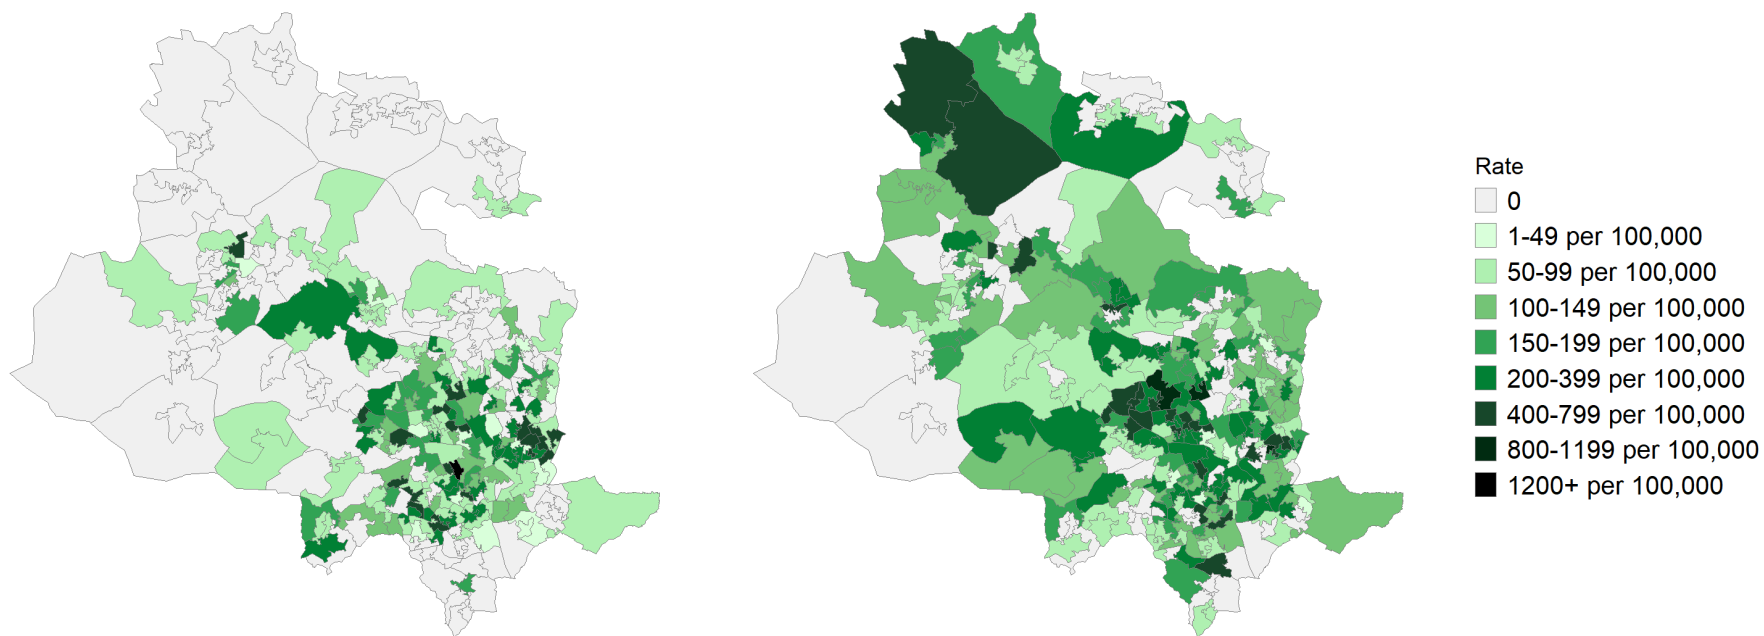 Rate
0
1-49 per 100,000
50-99 per 100,000
100-149 per 100,000
150-199 per 100,000
200-399 per 100,000
400-799 per 100,000
800-1199 per 100,000
1200+ per 100,000